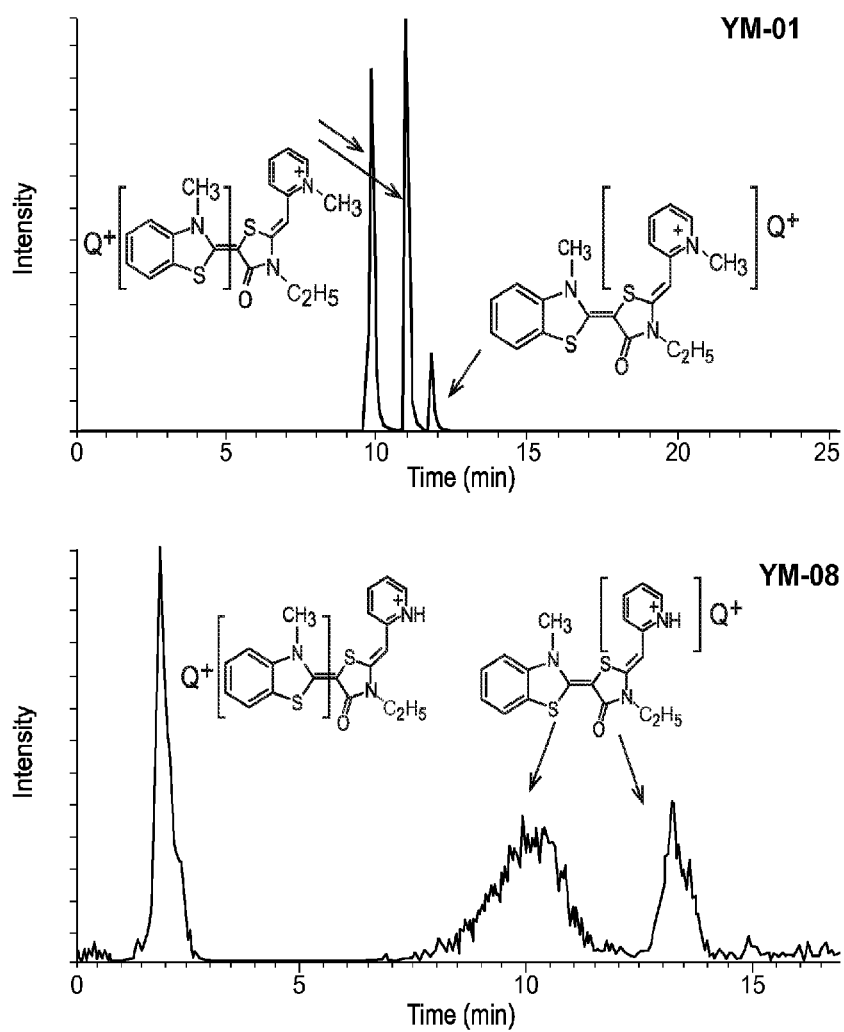 YM-01
Intensity
Q+
CH3
N
S
S
O
N
C2H5
+
N
CH3
CH3
N
S
S
O
N
C2H5
+
N
CH3
Q+
0 5 10 15 20 25
Time (min)
YM-08
Intensity
Q+
CH3
N
S
S
O
N
C2H5
+
NH
CH3
N
S
S
O
N
C2H5
+
NH
Q+
0 5 10 15
Time (min)